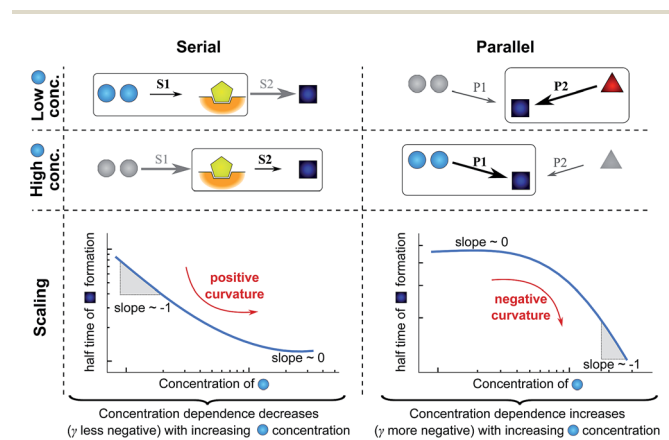 Serial
Parallel
Low
conc.
S1
S2
P1
P2
High
conc.
S1
S2
P1
P2
Scaling
half time of formation
positive
curvature
slope ~ -1
slope ~ 0
Concentration of
half time of formation
slope ~ 0
negative
curvature
slope ~ -1
Concentration of
Concentration dependence decreases
(γ less negative) with increasing concentration
Concentration dependence increases
(γ more negative) with increasing concentration